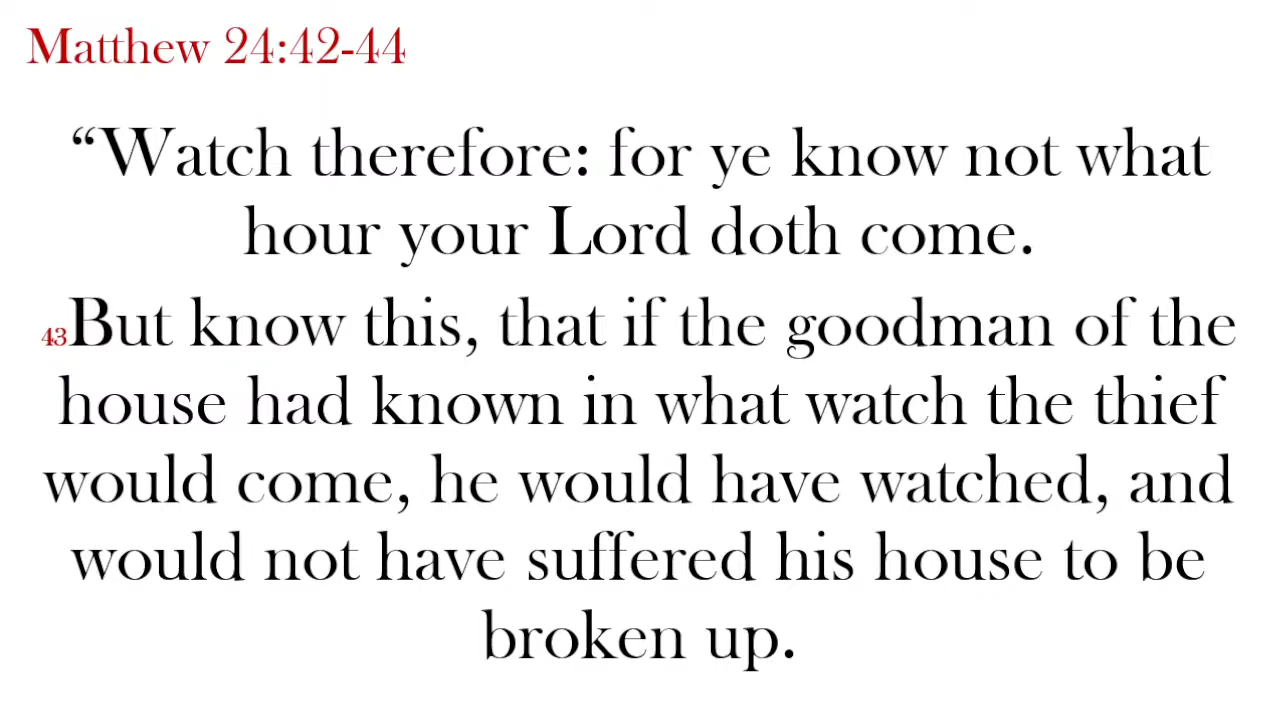 Matthew 24:42-44
“Watch therefore: for ye know not what
hour your Lord doth come.
43But know this, that if the goodman of the
house had known in what watch the thief
would come, he would have watched, and
would not have suffered his house to be
broken up.